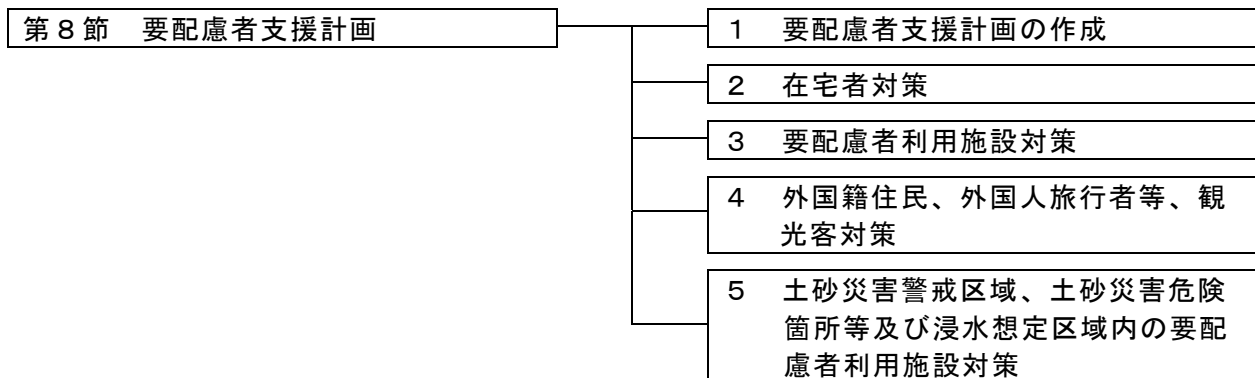 第8節　要配慮者支援計画
1　要配慮者支援計画の作成
2　在宅者対策
3　要配慮者利用施設対策
4　外国籍住民、外国人旅行者等、観
光客対策
5　土砂災害警戒区域、土砂災害危険
箇所等及び浸水想定区域内の要配
慮者利用施設対策